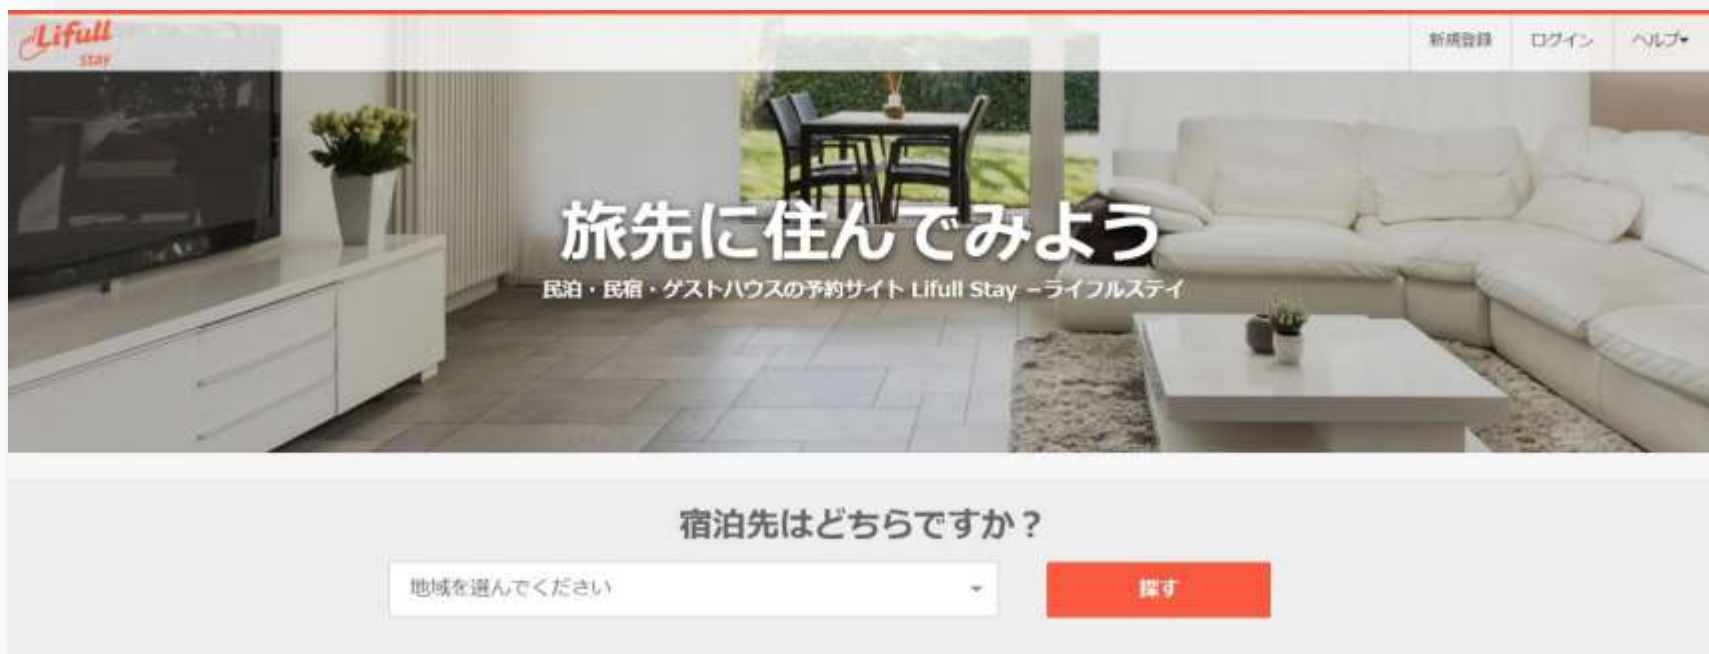 Lifull
stay
新規登録
ログイン
ヘルプ
旅先に住んでみよう
民泊・民宿・ゲストハウスの予約サイト Lifull Stay −ライフルステイ
宿泊先はどちらですか？
地域を選んでください
探す